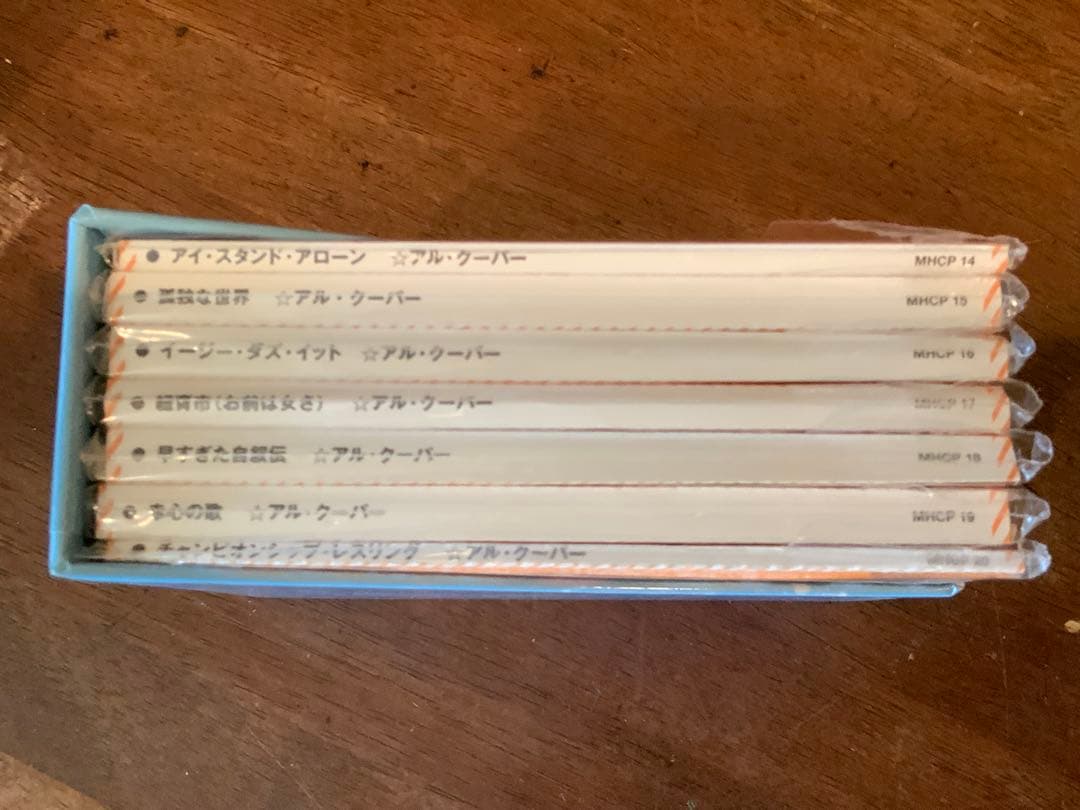 ● アイ・スタンド・アローン ☆アル・クーパー MHCP 14
● 孤独な世界 ☆アル・クーパー MHCP 15
● イージー・ダズ・イット ☆アル・クーパー MHCP 16
● 紐育市(お前は女さ) ☆アル・クーパー MHCP 17
● 早すぎた自叙伝 ☆アル・クーパー MHCP 18
● 赤心の歌 ☆アル・クーパー MHCP 19
● チャンピオンシップ・レスリング ☆アル・クーパー